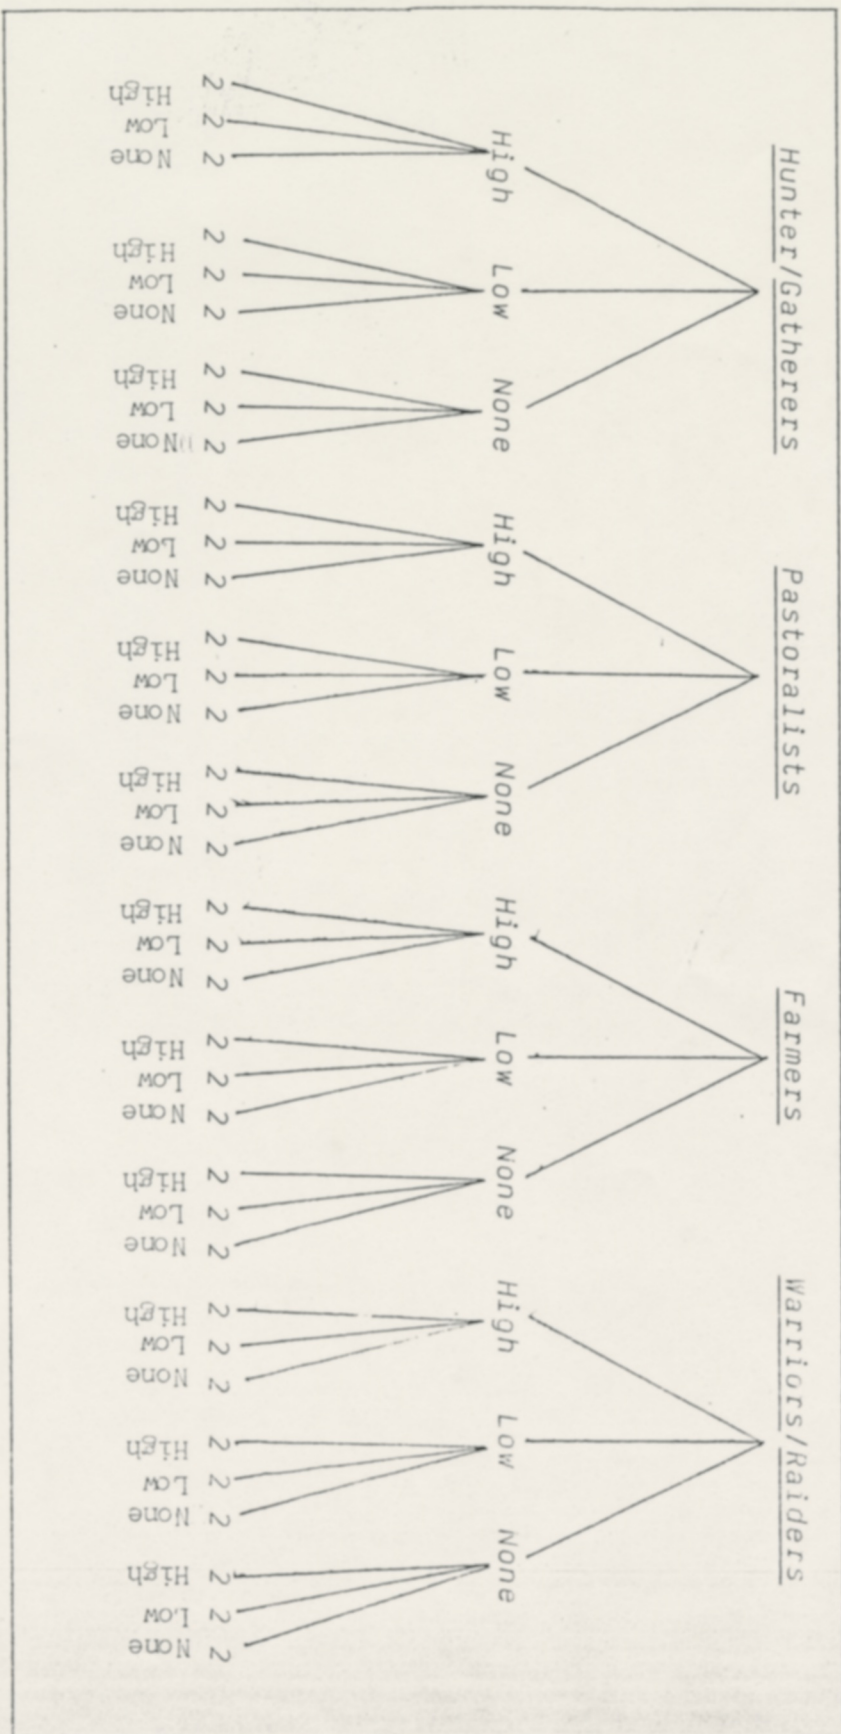 Hunter/Gatherers Pastoralists Farmers Warriors/Raiders
High Low None High Low None High Low None High Low None
2 2 2 2 2 2 2 2 2 2 2 2 2 2 2 2 2 2 2 2 2 2 2 2 2 2 2 2 2 2 2 2 2 2 2 2
High Low None High Low None High Low None High Low None High Low None High Low None High Low None High Low None High Low None High Low None High Low None High Low None